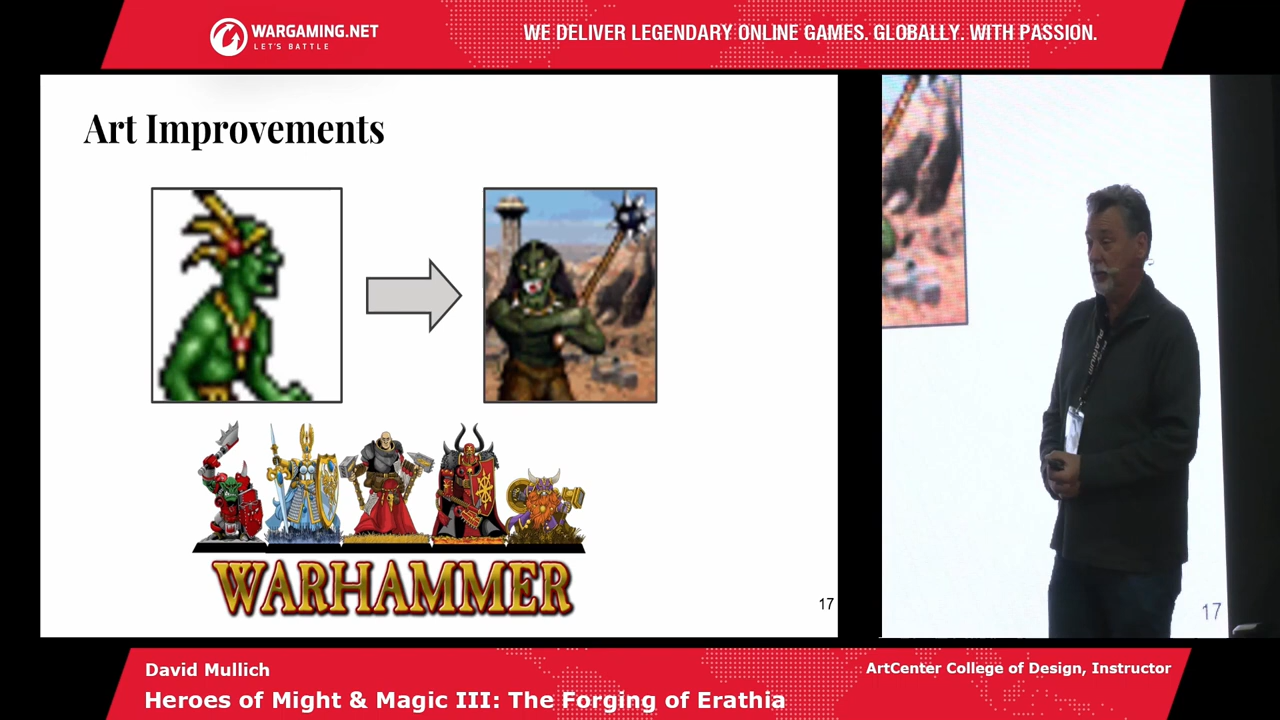 WARGAMING.NET
LET'S BATTLE
WE DELIVER LEGENDARY ONLINE GAMES. GLOBALLY. WITH PASSION.
Art Improvements
WARHAMMER
17
17
David Mullich
ArtCenter College of Design, Instructor
Heroes of Might & Magic III: The Forging of Erathia